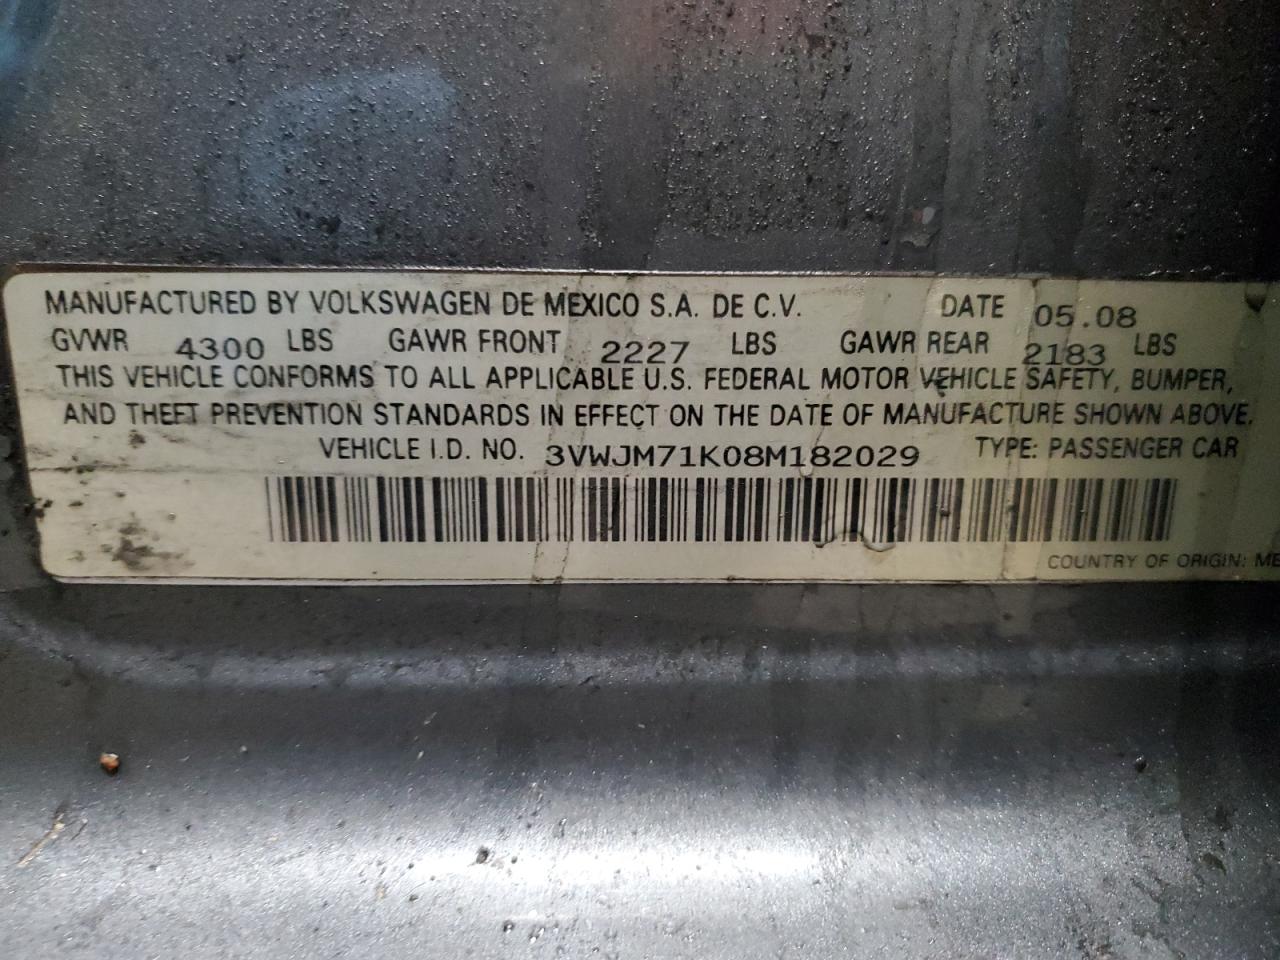 MANUFACTURED BY VOLKSWAGEN DE MEXICO S.A. DE C.V. DATE 05.08
GVWR 4300 LBS GAWR FRONT 2227 LBS GAWR REAR 2183 LBS
THIS VEHICLE CONFORMS TO ALL APPLICABLE U.S. FEDERAL MOTOR VEHICLE SAFETY, BUMPER,
AND THEFT PREVENTION STANDARDS IN EFFECT ON THE DATE OF MANUFACTURE SHOWN ABOVE.
VEHICLE I.D. NO. 3VWJM71K08M182029 TYPE: PASSENGER CAR
COUNTRY OF ORIGIN: ME